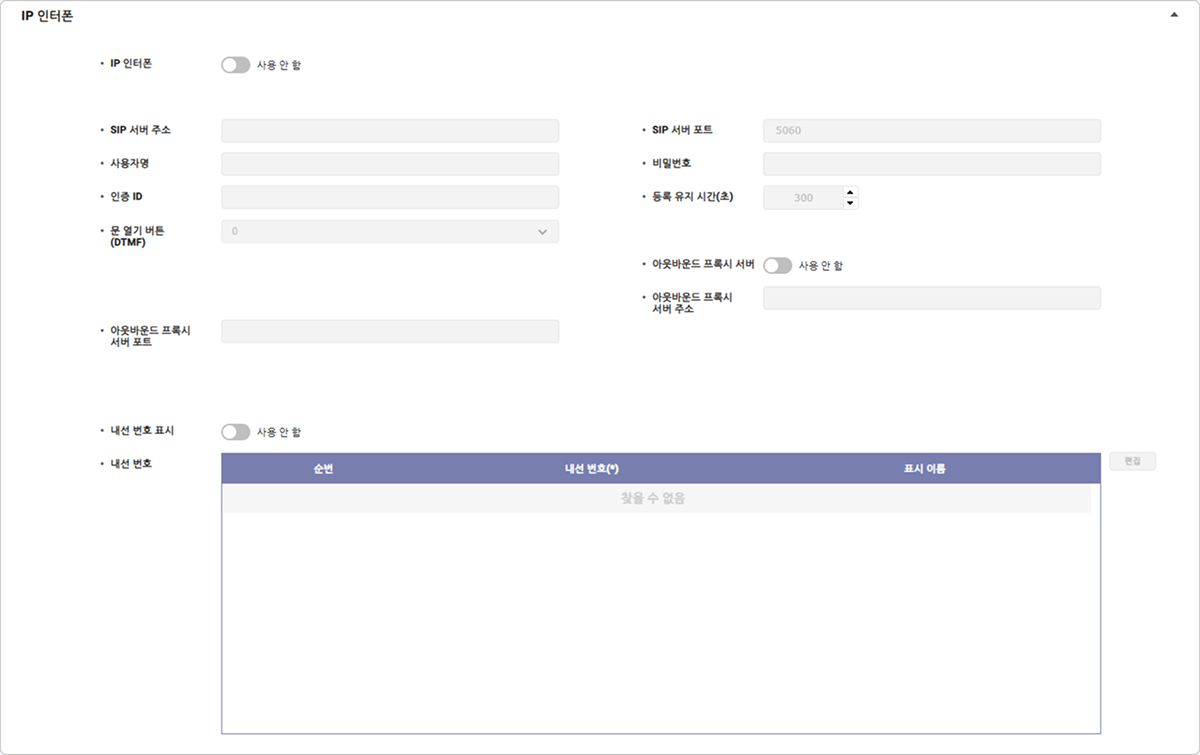 IP 인터폰
IP 인터폰
사용 안 함
SIP 서버 주소
SIP 서버 포트
5060
사용자명
비밀번호
인증 ID
등록 유지 시간(초)
300
문 열기 버튼
(DTMF)
0
아웃바운드 프록시 서버
사용 안 함
아웃바운드 프록시
서버 주소
아웃바운드 프록시
서버 포트
내선 번호 표시
사용 안 함
내선 번호
순번
내선 번호(*)
표시 이름
편집
찾을 수 없음